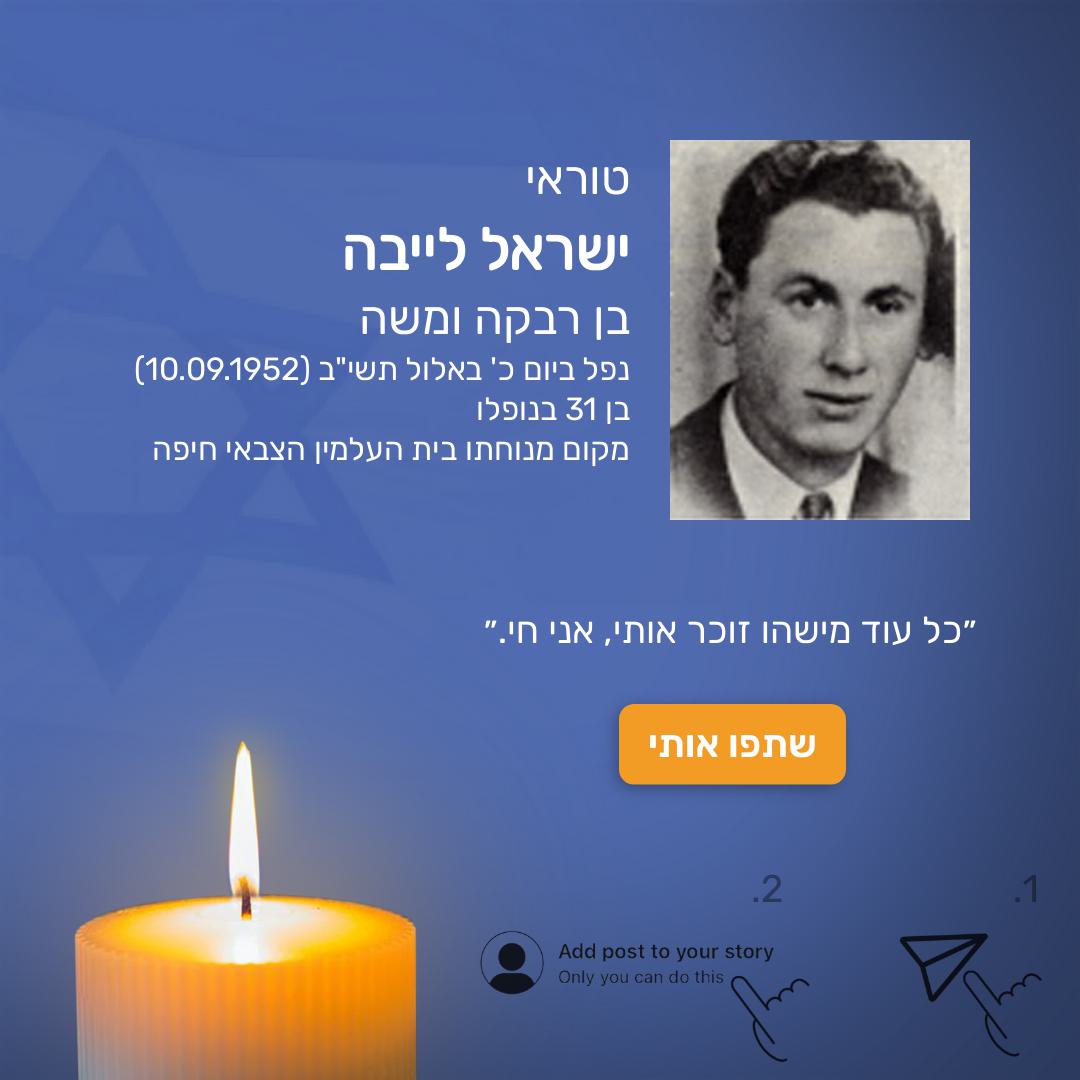 טוראי
ישראל לייבה
בן רבקה ומשה
נפל ביום כ' באלול תשי"ב (10.09.1952)
בן 31 בנופלו
מקום מנוחתו בית העלמין הצבאי חיפה
״כל עוד מישהו זוכר אותי, אני חי.״
שתפו אותי
1.
2.
Add post to your story
Only you can do this